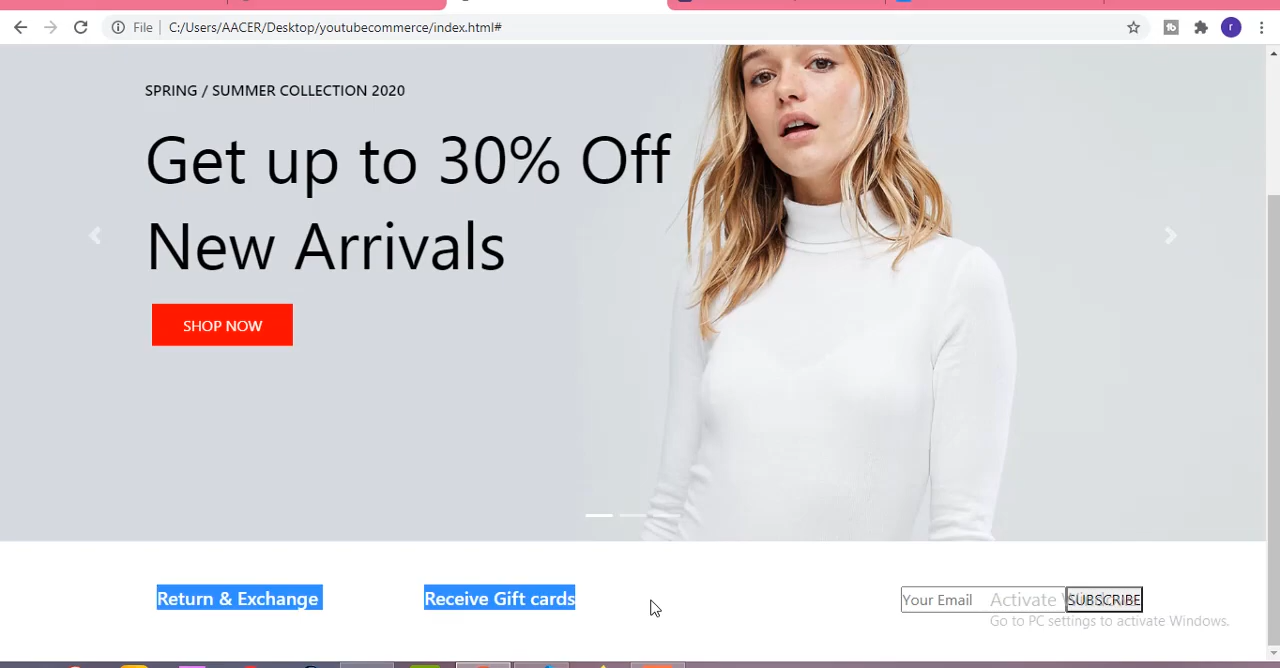 File | C:/Users/AACER/Desktop/youtubecommerce/index.html#
SPRING / SUMMER COLLECTION 2020
Get up to 30% Off
New Arrivals
SHOP NOW
Return & Exchange
Receive Gift cards
Your Email
SUBSCRIBE
Activate Windows
Go to PC settings to activate Windows.